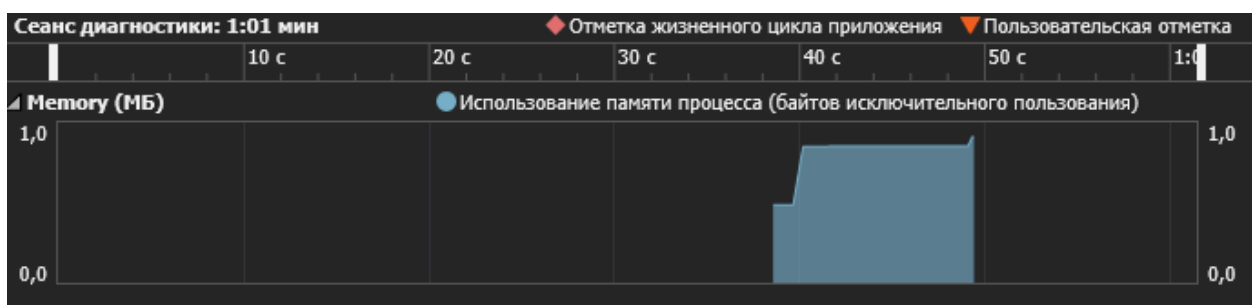 Сеанс диагностики: 1:01 мин Отметка жизненного цикла приложения Пользовательская отметка
10 с 20 с 30 с 40 с 50 с
Memory (МБ) Использование памяти процесса (байтов исключительного пользования)
1,0 1,0
0,0 0,0